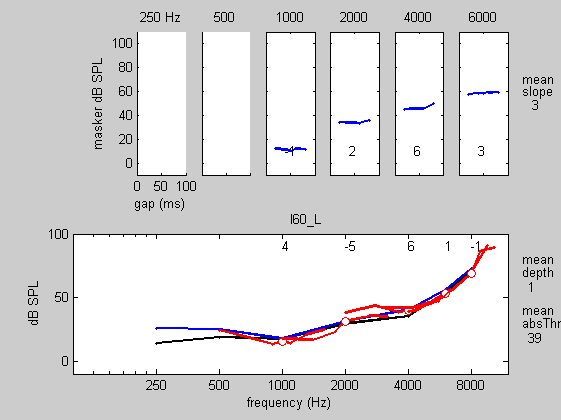 250 Hz 500 1000 2000 4000 6000
masker dB SPL
100
80
60
40
20
0
-4 2 6 3
mean
slope
3
0 50 100
gap (ms)
I60_L
dB SPL
100
50
0
4 -5 6 1 -1
mean
depth
1
mean
absThr
39
250 500 1000 2000 4000 8000
frequency (Hz)